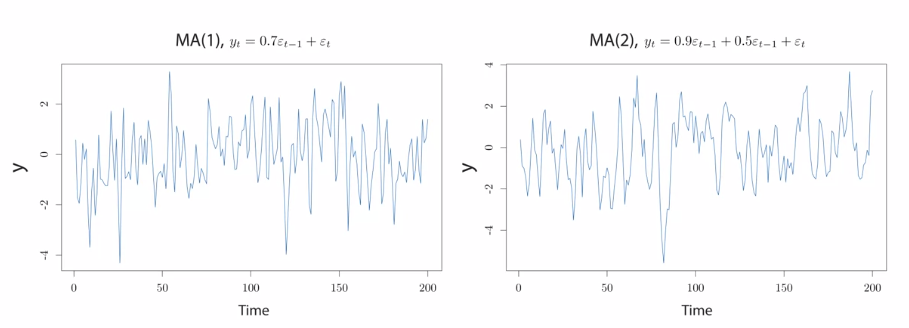 MA(1), y_t = 0.7ε_{t−1} + ε_t
y
2
0
-2
-4
0 50 100 150 200
Time
MA(2), y_t = 0.9ε_{t−1} + 0.5ε_{t−1} + ε_t
y
4
2
0
-2
-4
0 50 100 150 200
Time